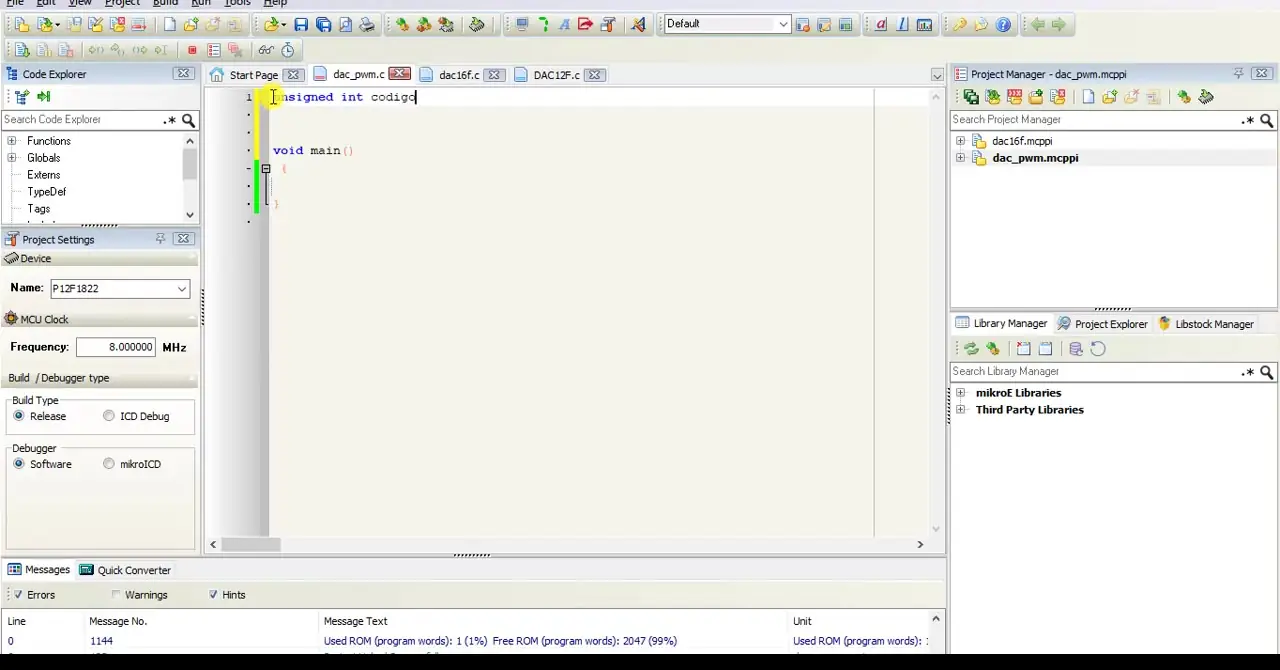 File Edit View Project Build Run Tools Help
Default
Code Explorer
Start Page
dac_pwm.c
dac16f.c
DAC12F.c
Project Manager - dac_pwm.mcppi
Search Code Explorer
.*
1 unsigned int codigo
void main()
{
}
Functions
Globals
Externs
TypeDef
Tags
Search Project Manager
.*
dac16f.mcppi
dac_pwm.mcppi
Project Settings
Device
Name: P12F1822
MCU Clock
Frequency: 8.000000 MHz
Build / Debugger type
Build Type
Release ICD Debug
Debugger
Software mikroICD
Library Manager Project Explorer Libstock Manager
Search Library Manager
.*
mikroE Libraries
Third Party Libraries
Messages Quick Converter
Errors Warnings Hints
Line Message No. Message Text Unit
0 1144 Used ROM (program words): 1 (1%) Free ROM (program words): 2047 (99%) Used ROM (program words):